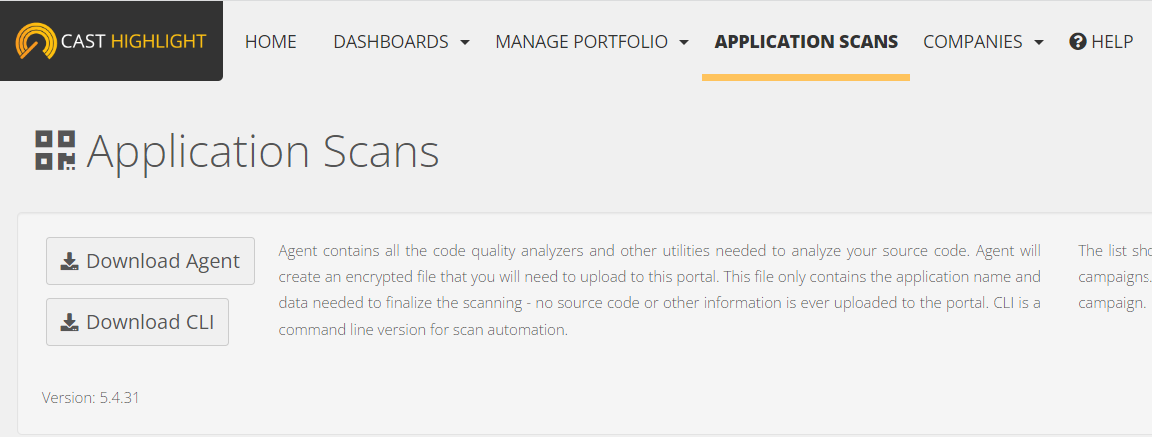 CAST HIGHLIGHT HOME DASHBOARDS MANAGE PORTFOLIO APPLICATION SCANS COMPANIES HELP
Application Scans
Download Agent
Download CLI
Agent contains all the code quality analyzers and other utilities needed to analyze your source code. Agent will
create an encrypted file that you will need to upload to this portal. This file only contains the application name and
data needed to finalize the scanning - no source code or other information is ever uploaded to the portal. CLI is a
command line version for scan automation.
The list
campaigns.
campaign.
Version: 5.4.31